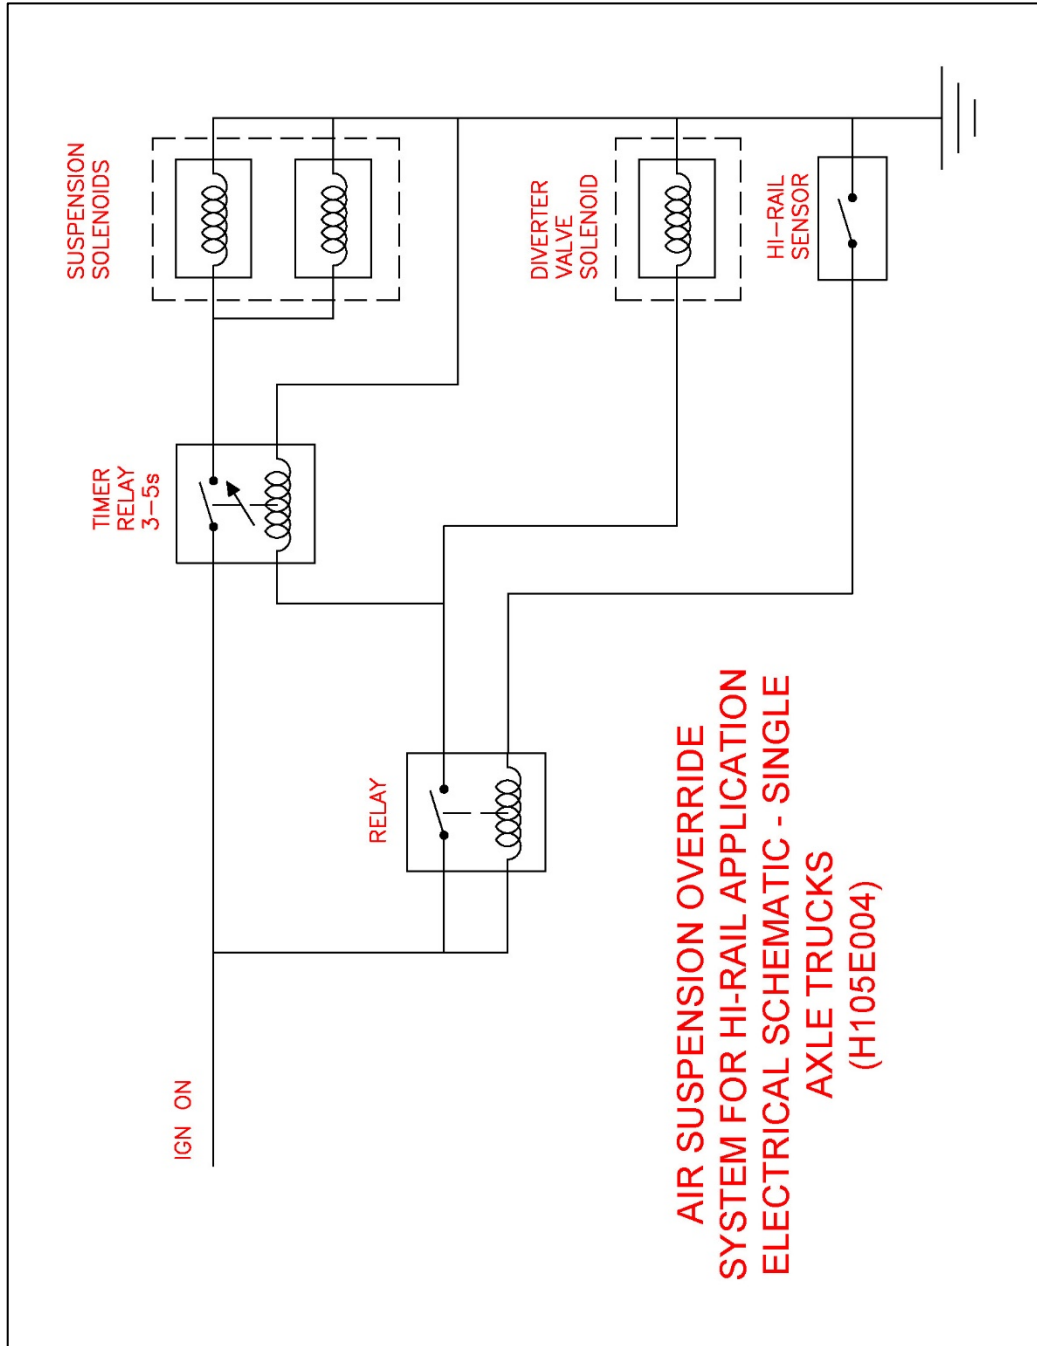 SUSPENSION
SOLENOIDS
DIVERTER
VALVE
SOLENOID
HI-RAIL
SENSOR
TIMER
RELAY
3-5s
RELAY
IGN ON
AIR SUSPENSION OVERRIDE
SYSTEM FOR HI-RAIL APPLICATION
ELECTRICAL SCHEMATIC - SINGLE
AXLE TRUCKS
(H105E004)